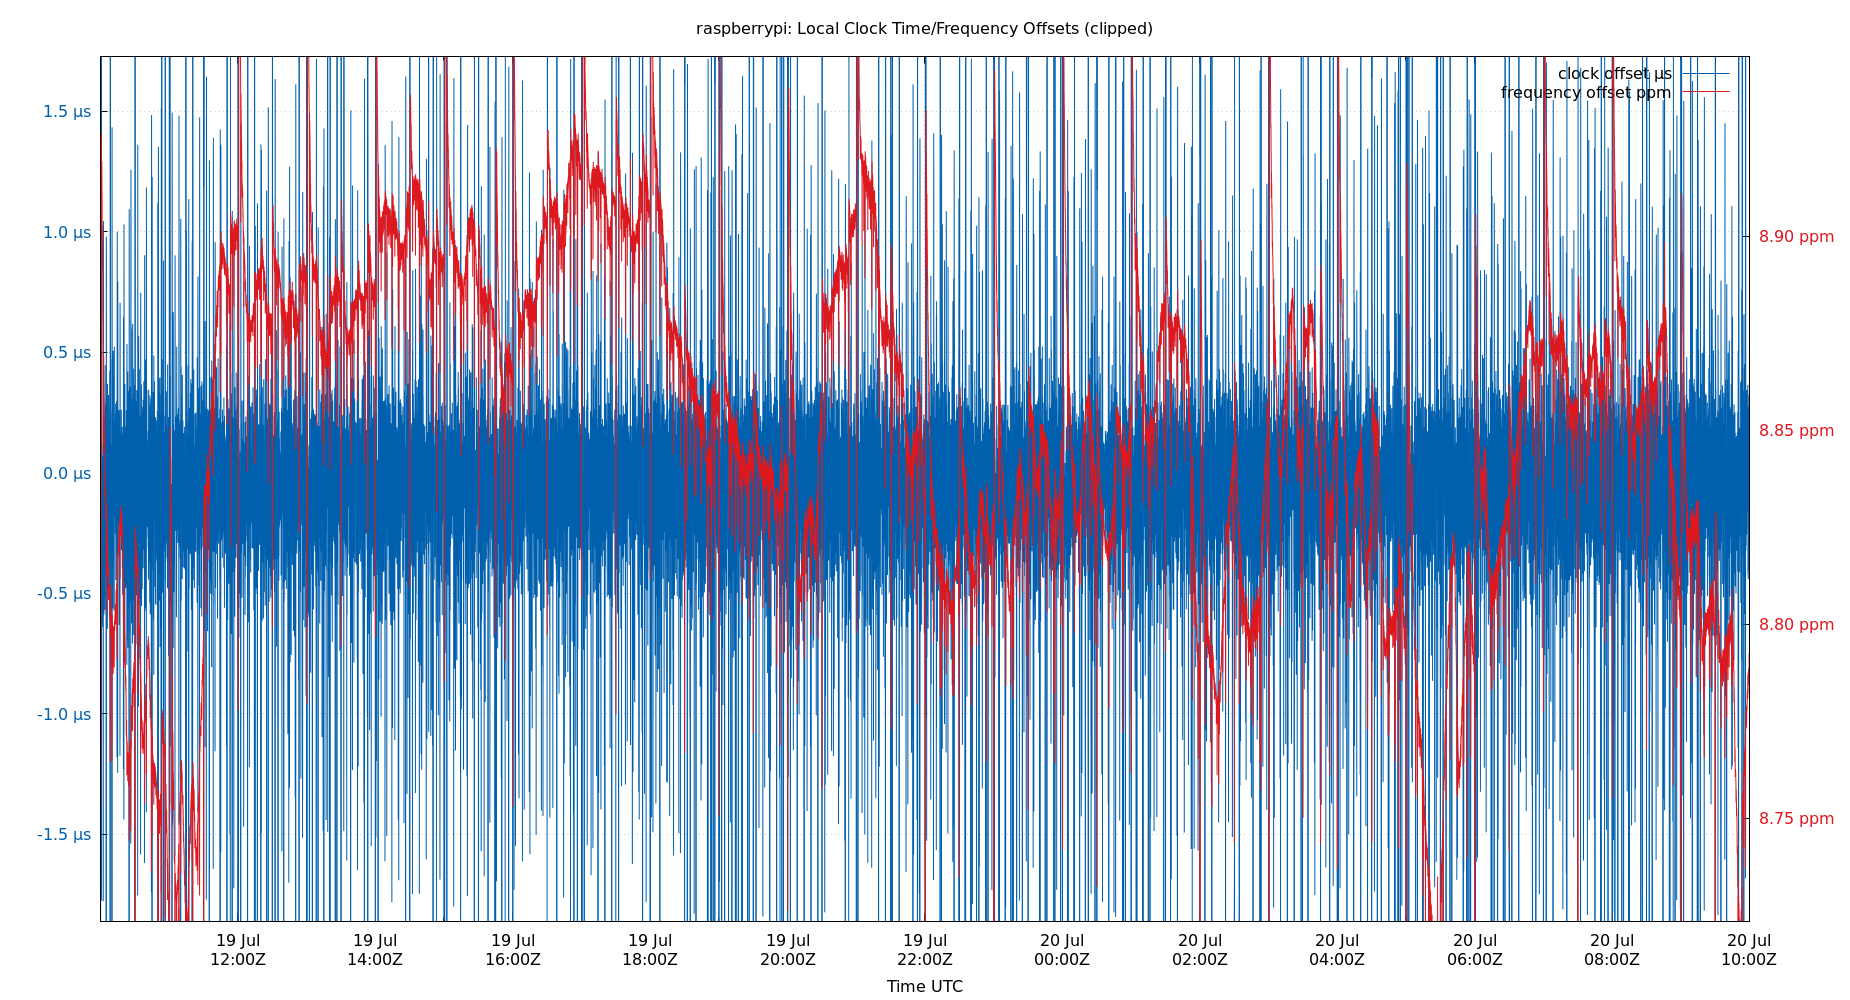 raspberrypi: Local Clock Time/Frequency Offsets (clipped)
clock offset µs
frequency offset ppm
1.5 µs
1.0 µs
0.5 µs
0.0 µs
-0.5 µs
-1.0 µs
-1.5 µs
8.90 ppm
8.85 ppm
8.80 ppm
8.75 ppm
19 Jul 19 Jul 19 Jul 19 Jul 19 Jul 19 Jul 20 Jul 20 Jul 20 Jul 20 Jul 20 Jul 20 Jul
12:00Z 14:00Z 16:00Z 18:00Z 20:00Z 22:00Z 00:00Z 02:00Z 04:00Z 06:00Z 08:00Z 10:00Z
Time UTC